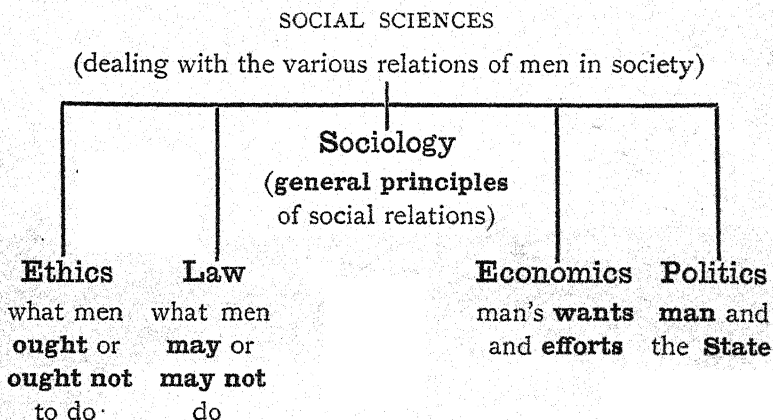 SOCIAL SCIENCES
(dealing with the various relations of men in society)
Sociology
(general principles
of social relations)
Ethics
what men
ought or
ought not
to do
Law
what men
may or
may not
do
Economics
man's wants
and efforts
Politics
man and
the State